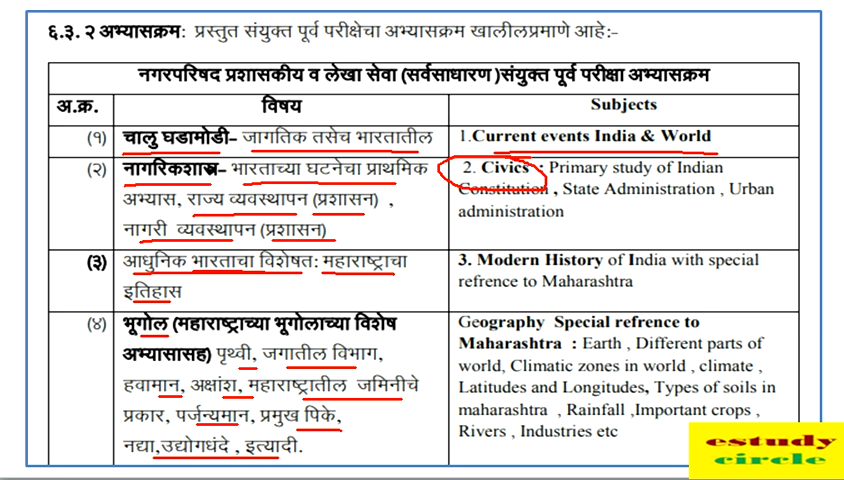 ६.३. २ अभ्यासक्रम: प्रस्तुत संयुक्त पूर्व परीक्षेचा अभ्यासक्रम खालीलप्रमाणे आहे:-
नगरपरिषद प्रशासकीय व लेखा सेवा (सर्वसाधारण )संयुक्त पूर्व परीक्षा अभ्यासक्रम
अ.क्र. विषय Subjects
(१) चालु घडामोडी- जागतिक तसेच भारतातील 1.Current events India & World
(२) नागरिकशास्त्र- भारताच्या घटनेचा प्राथमिक
अभ्यास, राज्य व्यवस्थापन (प्रशासन) ,
नागरी व्यवस्थापन (प्रशासन)
2. Civics : Primary study of Indian
Constitution , State Administration , Urban
administration
(३) आधुनिक भारताचा विशेषत: महाराष्ट्राचा
इतिहास
3. Modern History of India with special
refrence to Maharashtra
(४) भूगोल (महाराष्ट्राच्या भूगोलाच्या विशेष
अभ्यासासह) पृथ्वी, जगातील विभाग,
हवामान, अक्षांश, महाराष्ट्रातील जमिनीचे
प्रकार, पर्जन्यमान, प्रमुख पिके,
नद्या,उद्योगधंदे , इत्यादी.
Geography Special refrence to
Maharashtra : Earth , Different parts of
world, Climatic zones in world , climate ,
Latitudes and Longitudes, Types of soils in
maharashtra , Rainfall ,Important crops ,
Rivers , Industries etc
estudy
circle